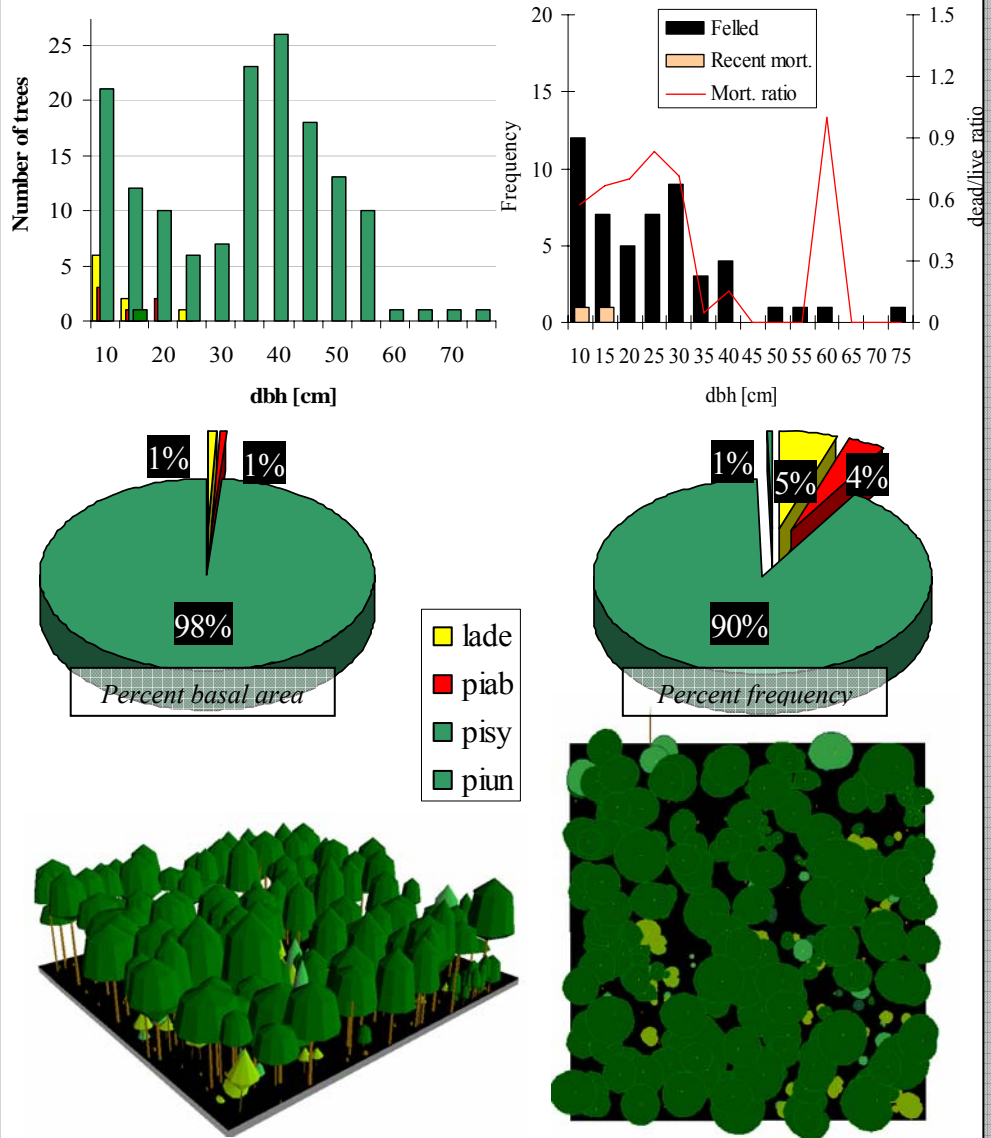 Number of trees
25
20
15
10
5
0
10 20 30 40 50 60 70
dbh [cm]
Felled
Recent mort.
Mort. ratio
Frequency
20
15
10
5
0
dead/live ratio
1.5
1.2
0.9
0.6
0.3
0
10 15 20 25 30 35 40 45 50 55 60 65 70 75
dbh [cm]
1%
1%
98%
Percent basal area
1%
5%
4%
90%
Percent frequency
lade
piab
pisy
piun